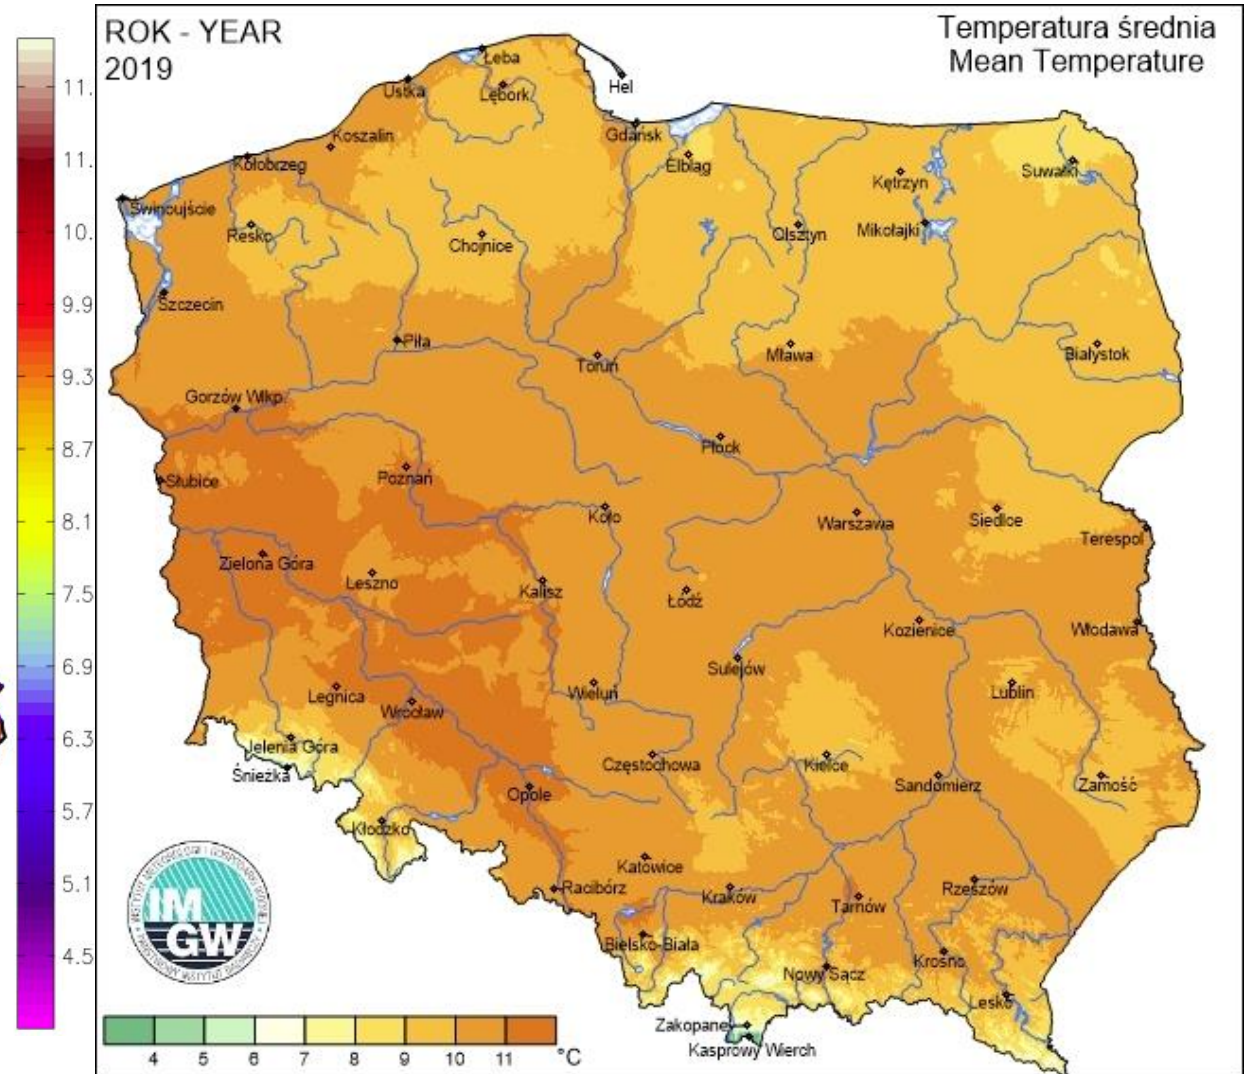 ROK - YEAR
2019
Temperatura średnia
Mean Temperature
11.
11.
10.
9.9
9.3
8.7
8.1
7.5
6.9
6.3
5.7
5.1
4.5
Łeba
Ustka
Lębork
Hel
Koszalin
Gdańsk
Kołobrzeg
Elbląg
Suwałki
Kętrzyn
Świnoujście
Resko
Chojnice
Olsztyn
Mikołajki
Szczecin
Piła
Toruń
Mława
Białystok
Gorzów Wlkp.
Płock
Słubice
Poznań
Koło
Warszawa
Siedlce
Terespol
Zielona Góra
Leszno
Kalisz
Łódź
Kozienice
Włodawa
Sulejów
Legnica
Wrocław
Wieluń
Lublin
Jelenia Góra
Śnieżka
Częstochowa
Kielce
Sandomierz
Zamość
Opole
Kłodzko
Katowice
Racibórz
Kraków
Tarnów
Rzeszów
Bielsko-Biała
Nowy Sącz
Krosno
Lesko
Zakopane
Kasprowy Wierch
IM
GW
4 5 6 7 8 9 10 11 °C